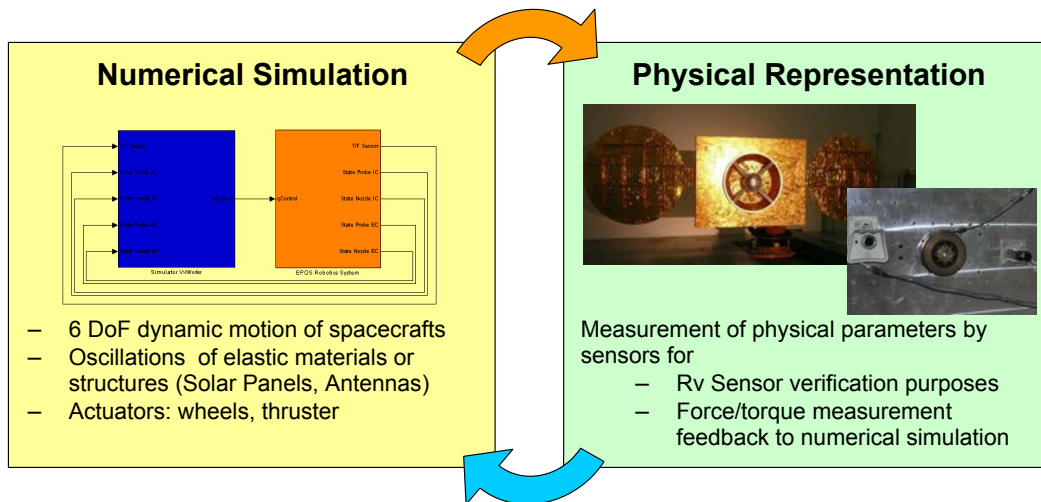 Numerical Simulation
T/F Sensor
State Probe IC
State Nozzle IC
qControl
State Probe EC
State Nozzle EC
Simulator VxWorks
EPOS Robotics System
– 6 DoF dynamic motion of spacecrafts
– Oscillations of elastic materials or
structures (Solar Panels, Antennas)
– Actuators: wheels, thruster
Physical Representation
Measurement of physical parameters by
sensors for
– Rv Sensor verification purposes
– Force/torque measurement
feedback to numerical simulation